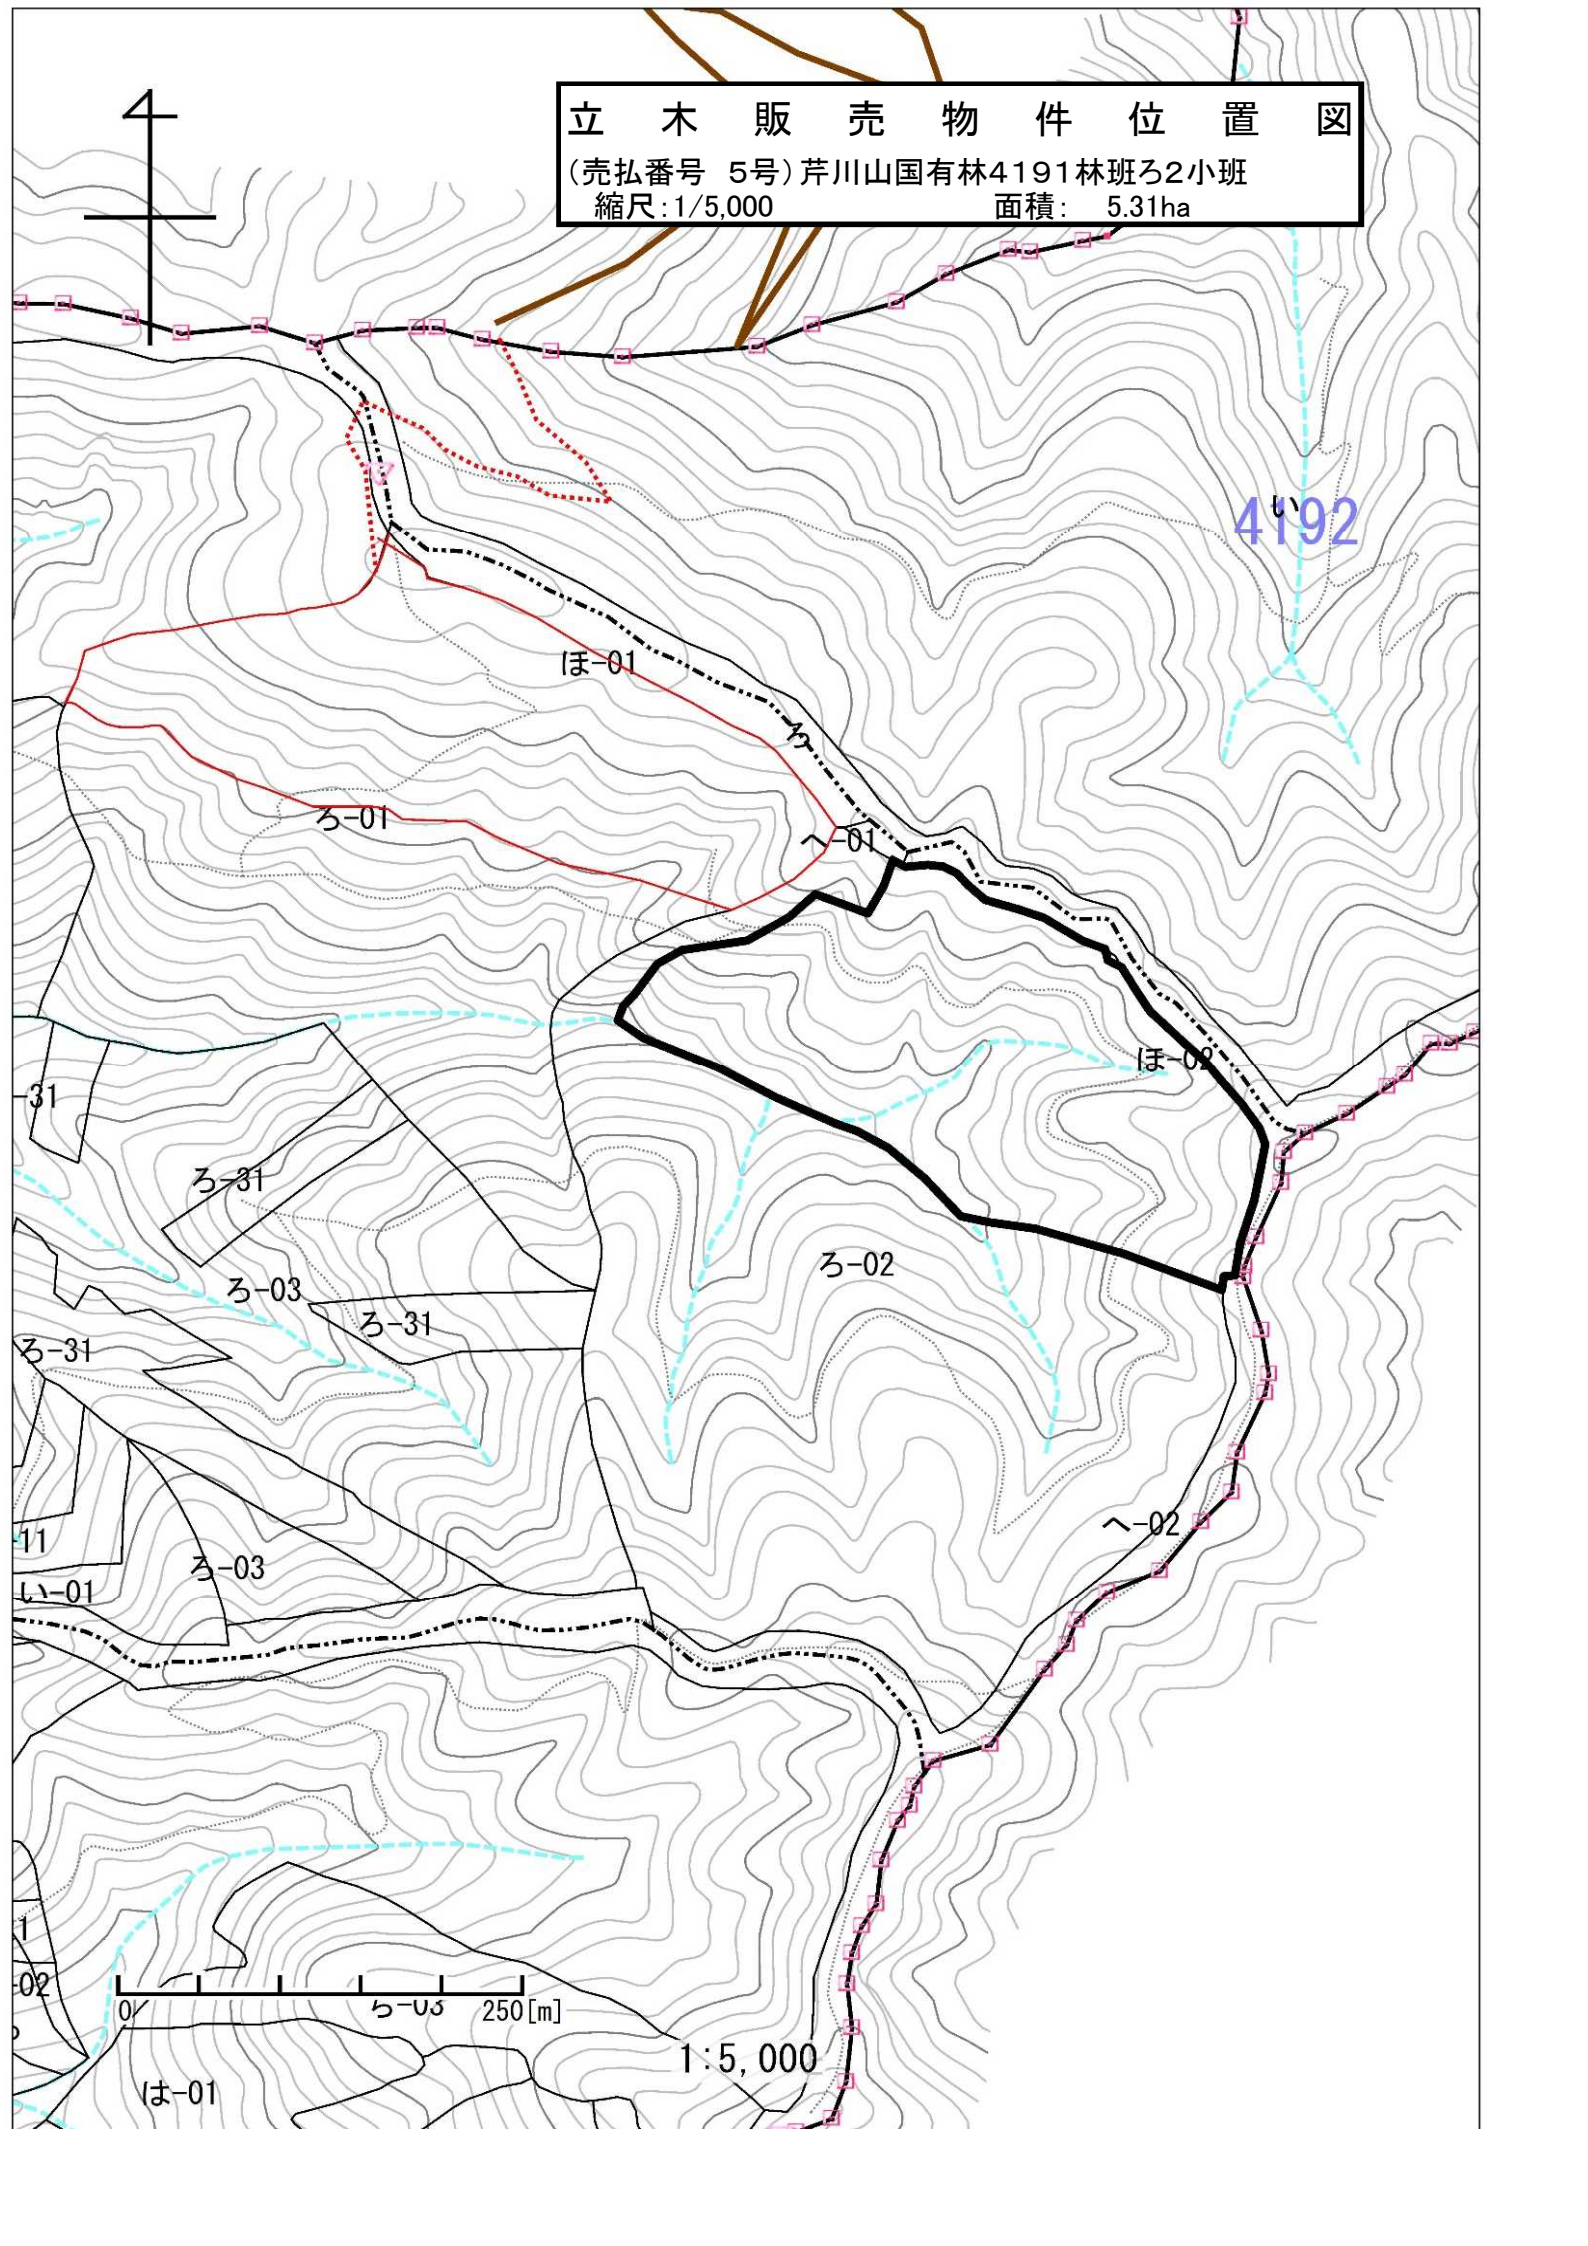 立木販売物件位置図
(売払番号 5号)芹川山国有林4191林班ろ2小班
縮尺:1/5,000 面積: 5.31ha
い
4192
ほ-01
ろ
ろ-01
へ-01
ほ-02
-31
ろ-31
ろ-02
ろ-03
ろ-31
ろ-31
へ-02
-11
ろ-03
い-01
1
-02
0 250[m]
ら-03
1:5,000
は-01